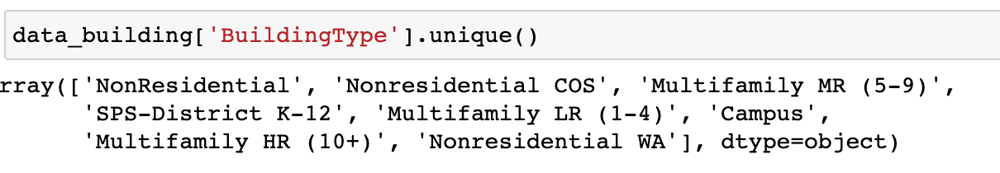 data_building['BuildingType'].unique()
rray(['NonResidential', 'Nonresidential COS', 'Multifamily MR (5-9)',
'SPS-District K-12', 'Multifamily LR (1-4)', 'Campus',
'Multifamily HR (10+)', 'Nonresidential WA'], dtype=object)